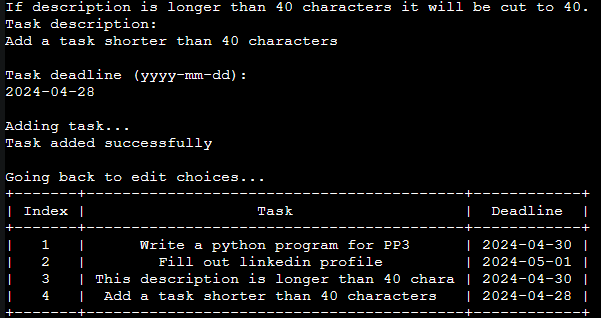 If description is longer than 40 characters it will be cut to 40.
Task description:
Add a task shorter than 40 characters
Task deadline (yyyy-mm-dd):
2024-04-28
Adding task...
Task added successfully
Going back to edit choices...
+-------+---------------------------------------+------------+
| Index | Task | Deadline |
+-------+---------------------------------------+------------+
| 1 | Write a python program for PP3 | 2024-04-30 |
| 2 | Fill out linkedin profile | 2024-05-01 |
| 3 | This description is longer than 40 chara | 2024-04-30 |
| 4 | Add a task shorter than 40 characters | 2024-04-28 |
+-------+---------------------------------------+------------+